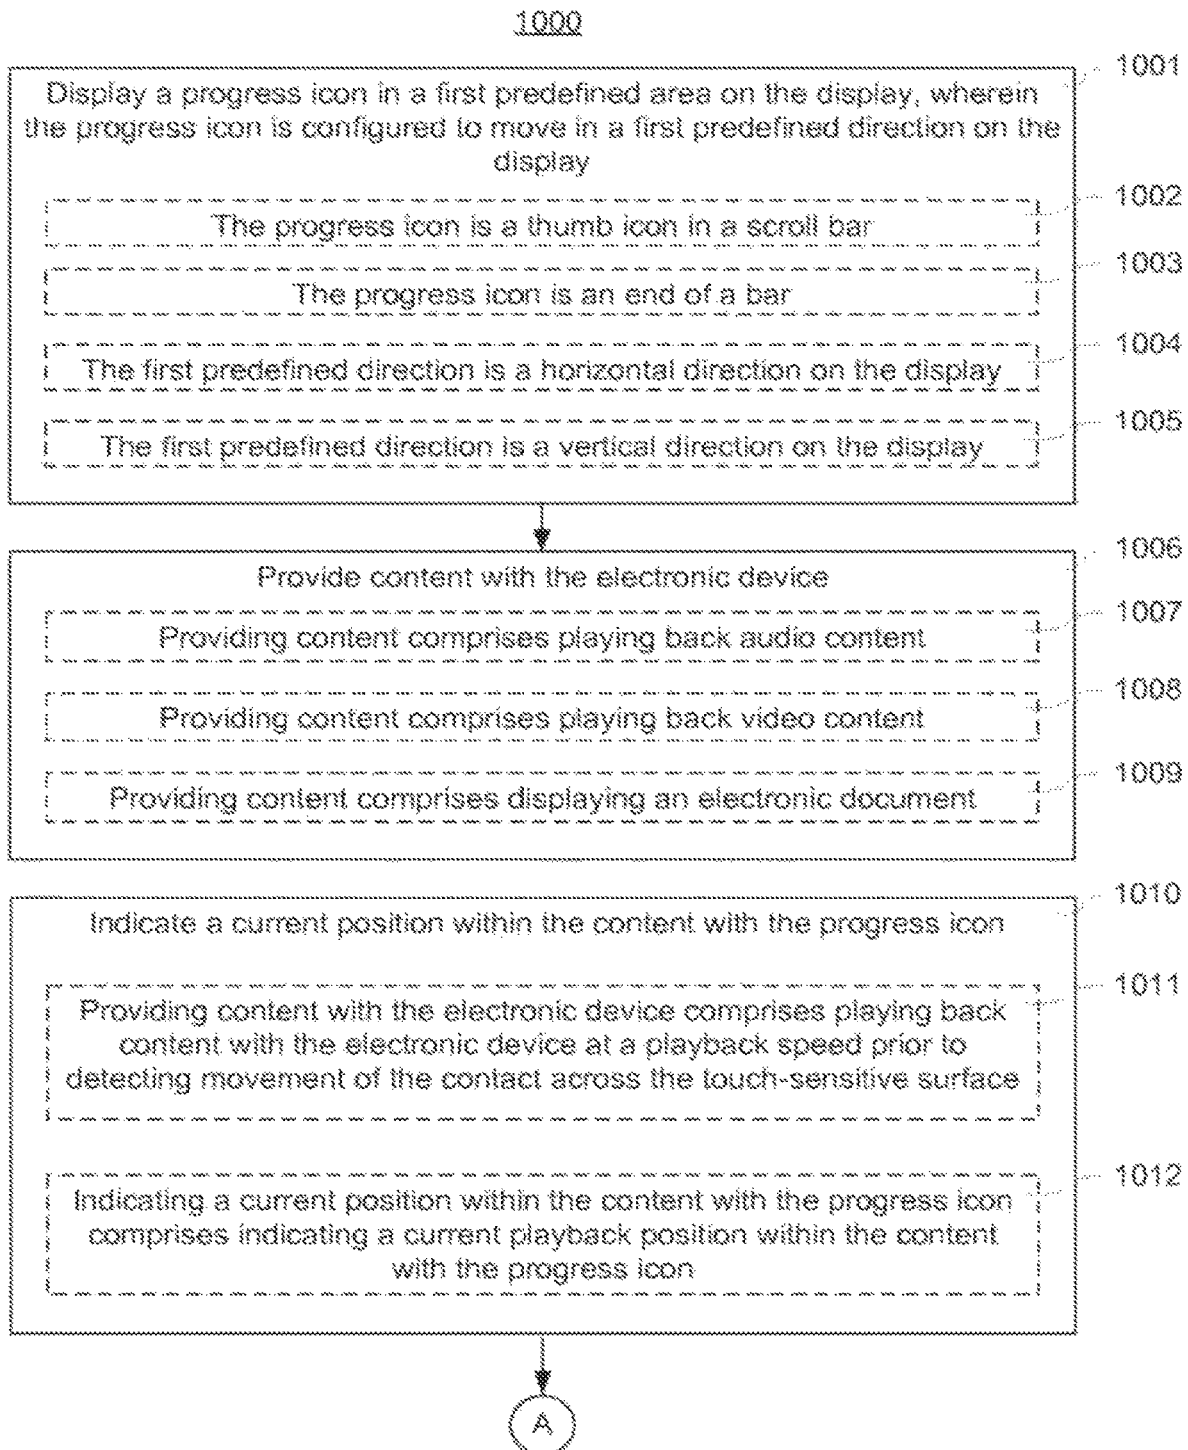 1000
1001
Display a progress icon in a first predefined area on the display, wherein
the progress icon is configured to move in a first predefined direction on the
display
1002
The progress icon is a thumb icon in a scroll bar
1003
The progress icon is an end of a bar
1004
The first predefined direction is a horizontal direction on the display
1005
The first predefined direction is a vertical direction on the display
1006
Provide content with the electronic device
1007
Providing content comprises playing back audio content
1008
Providing content comprises playing back video content
1009
Providing content comprises displaying an electronic document
1010
Indicate a current position within the content with the progress icon
1011
Providing content with the electronic device comprises playing back
content with the electronic device at a playback speed prior to
detecting movement of the contact across the touch-sensitive surface
1012
Indicating a current position within the content with the progress icon
comprises indicating a current playback position within the content
with the progress icon
A